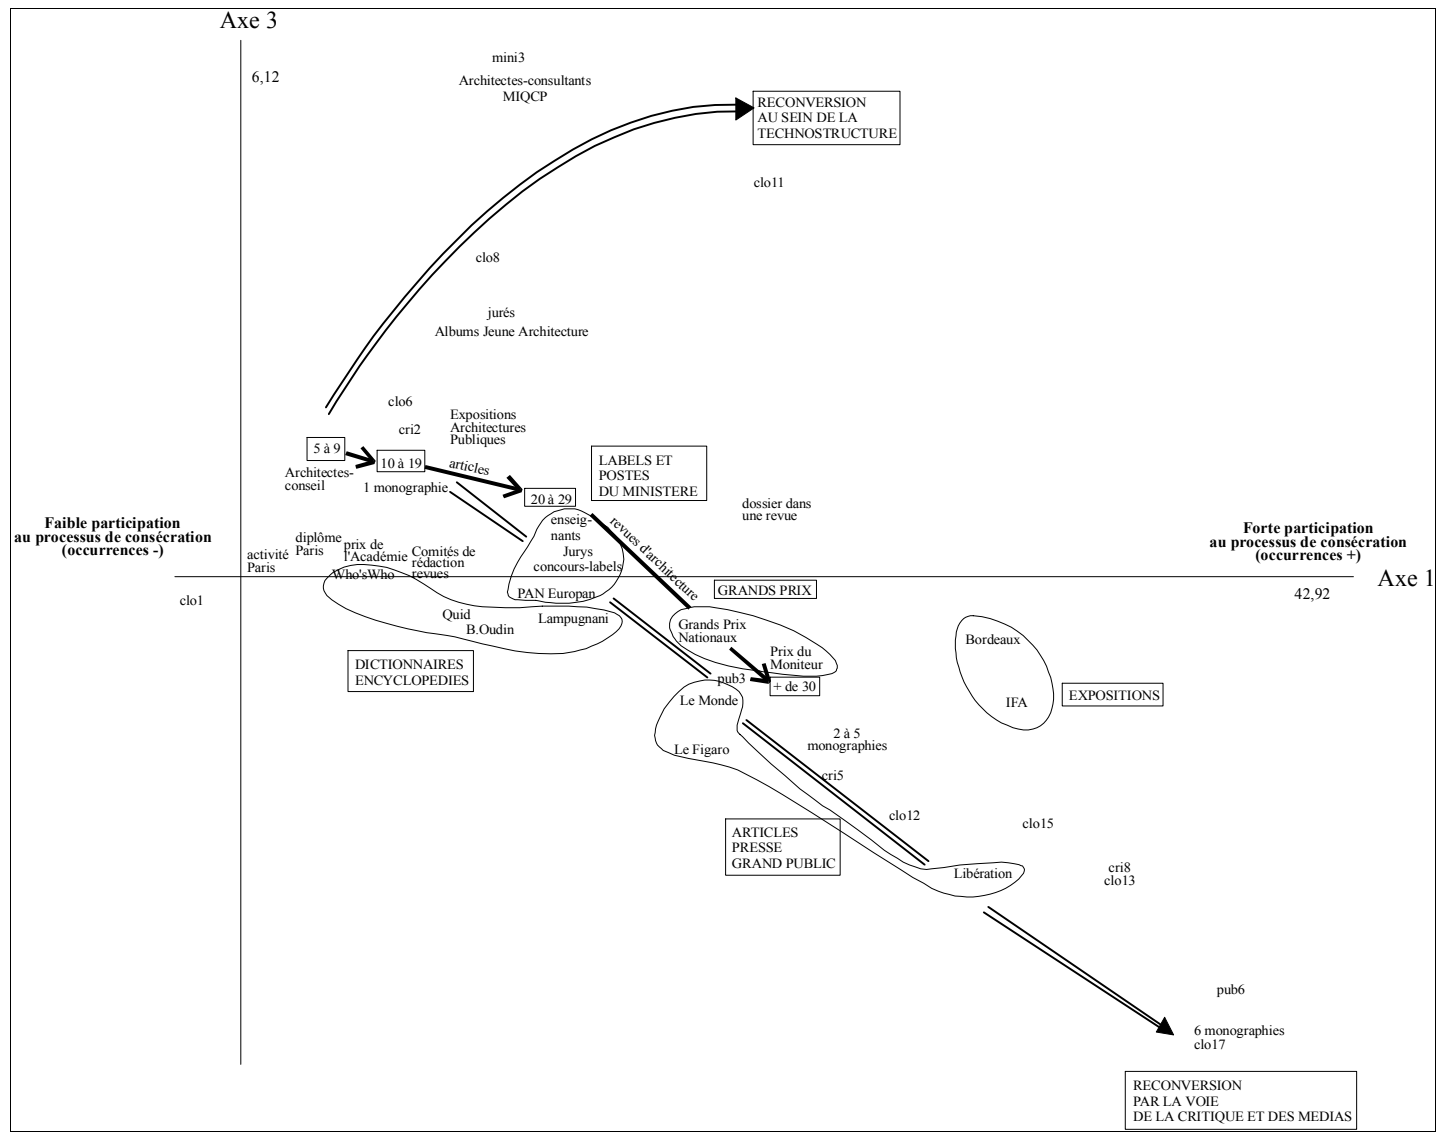 Axe 3
6,12
mini3
Architectes-consultants
MIQCP
RECONVERSION
AU SEIN DE LA
TECHNOSTRUCTURE
clo11
clo8
jurés
Albums Jeune Architecture
clo6
cri2
Expositions
Architectures
Publiques
5 à 9
10 à 19
articles
Architectes-
conseil
1 monographie
20 à 29
LABELS ET
POSTES
DU MINISTERE
dossier dans
une revue
revues d'architecture
Faible participation
au processus de consécration
(occurrences -)
Forte participation
au processus de consécration
(occurrences +)
activité
Paris
diplôme
Paris
prix de
l'Académie
Who'sWho
Comités de
rédaction
revues
enseig-
nants
Jurys
concours-labels
PAN Europan
Axe 1
42,92
clo1
GRANDS PRIX
Quid
B.Oudin
Lampugnani
Grands Prix
Nationaux
Prix du
Moniteur
Bordeaux
IFA
EXPOSITIONS
DICTIONNAIRES
ENCYCLOPEDIES
pub3
+ de 30
Le Monde
Le Figaro
2 à 5
monographies
cri5
clo12
clo15
ARTICLES
PRESSE
GRAND PUBLIC
Libération
cri8
clo13
pub6
6 monographies
clo17
RECONVERSION
PAR LA VOIE
DE LA CRITIQUE ET DES MEDIAS